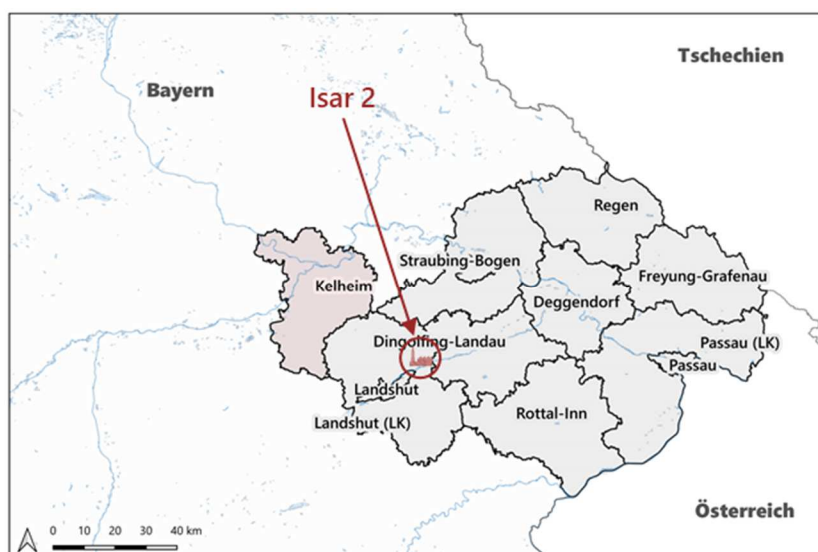 Tschechien
Bayern
Isar 2
Regen
Straubing-Bogen
Freyung-Grafenau
Kelheim
Deggendorf
Dingolfing-Landau
Passau (LK)
Passau
Landshut
Rottal-Inn
Landshut (LK)
Österreich
0 10 20 30 40 km